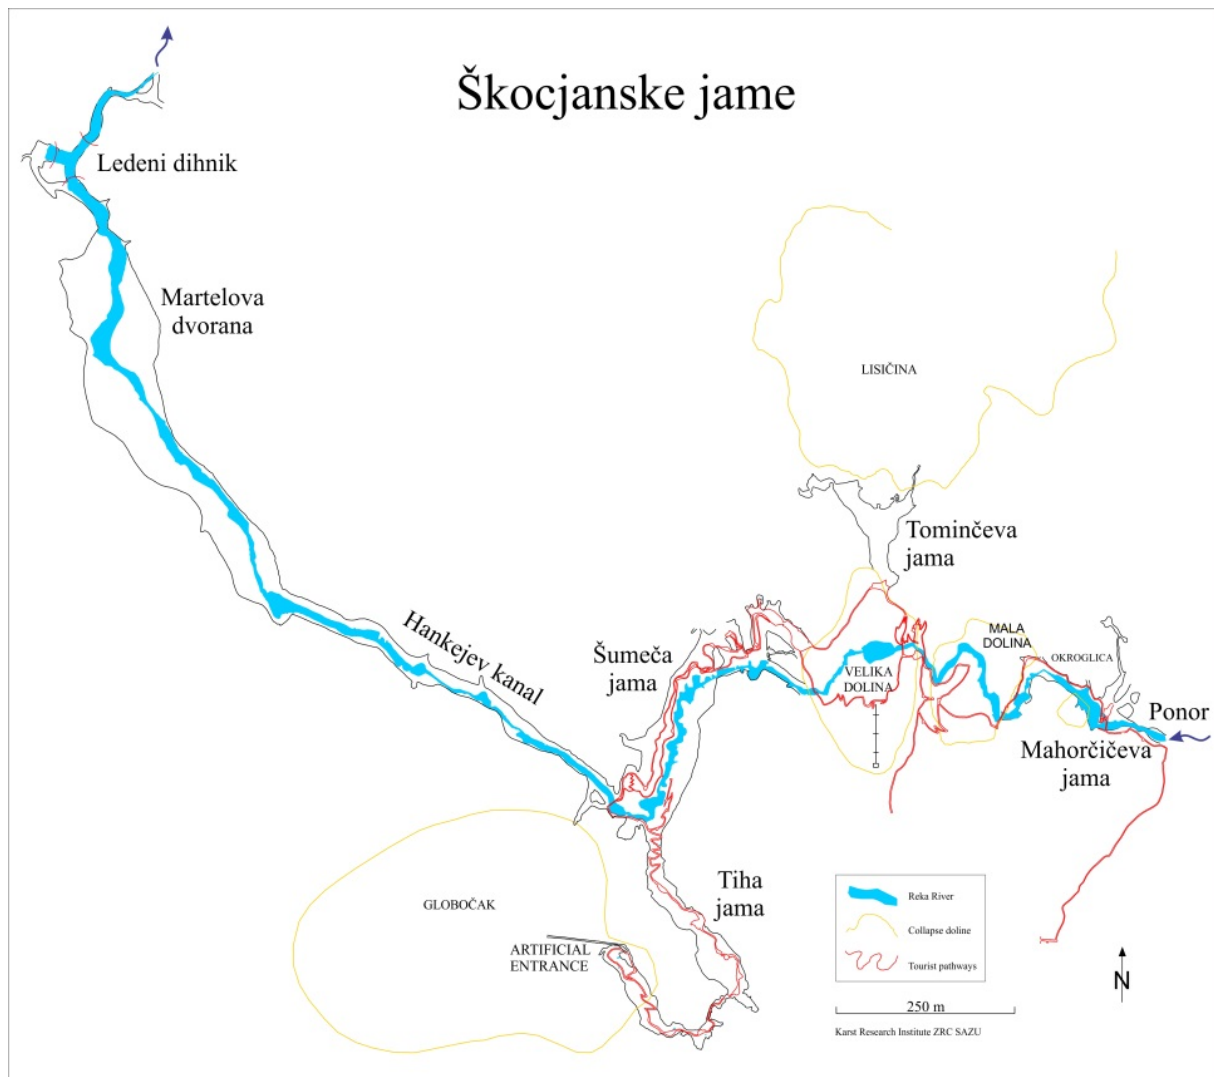 Škocjanske jame
Ledeni dihnik
Martelova
dvorana
LISIČINA
Tominčeva
jama
Hankejev kanal
Šumeča
jama
VELIKA
DOLINA
MALA
DOLINA
OKROGLICA
Ponor
Mahorčičeva
jama
Tiha
jama
GLOBOČAK
ARTIFICIAL
ENTRANCE
Reka River
Collapse doline
Tourist pathways
N
250 m
Karst Research Institute ZRC SAZU